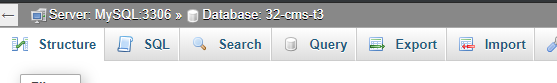 Server: MySQL:3306 » Database: 32-cms-t3
Structure SQL Search Query Export Import